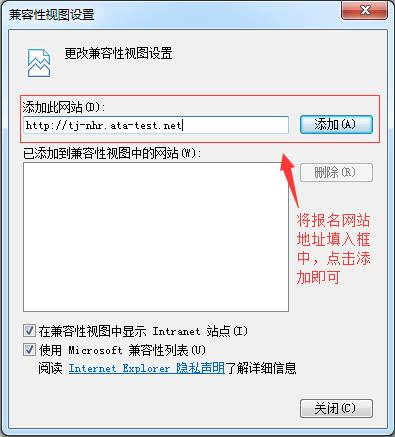 兼容性视图设置
更改兼容性视图设置
添加此网站(D):
http://tj-nhr.ata-test.net
添加(A)
已添加到兼容性视图中的网站(W):
删除(R)
将报名网站
地址填入框
中，点击添
加即可
在兼容性视图中显示 Intranet 站点(I)
使用 Microsoft 兼容性列表(U)
阅读 Internet Explorer 隐私声明了解详细信息
关闭(C)